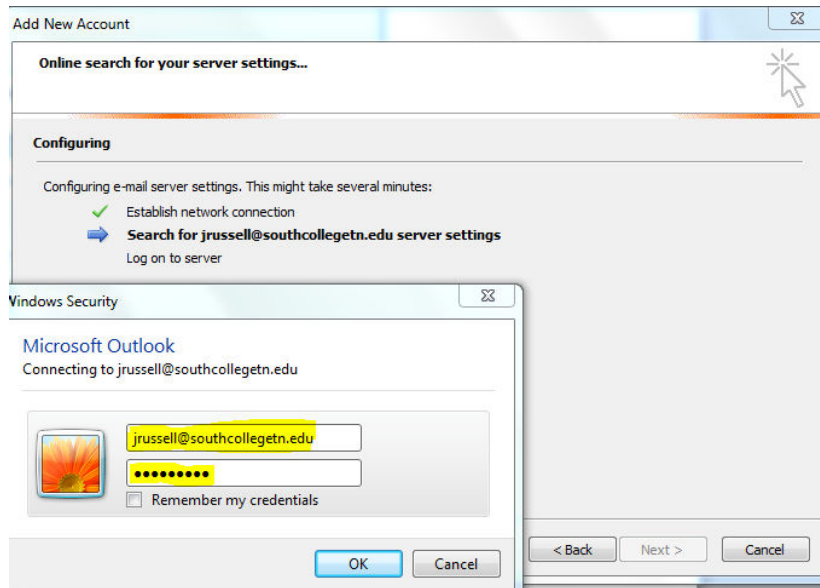 Add New Account
Online search for your server settings...
Configuring
Configuring e-mail server settings. This might take several minutes:
Establish network connection
Search for jrussell@southcollegetn.edu server settings
Log on to server
Windows Security
Microsoft Outlook
Connecting to jrussell@southcollegetn.edu
jrussell@southcollegetn.edu
•••••••••
Remember my credentials
OK Cancel
< Back Next > Cancel